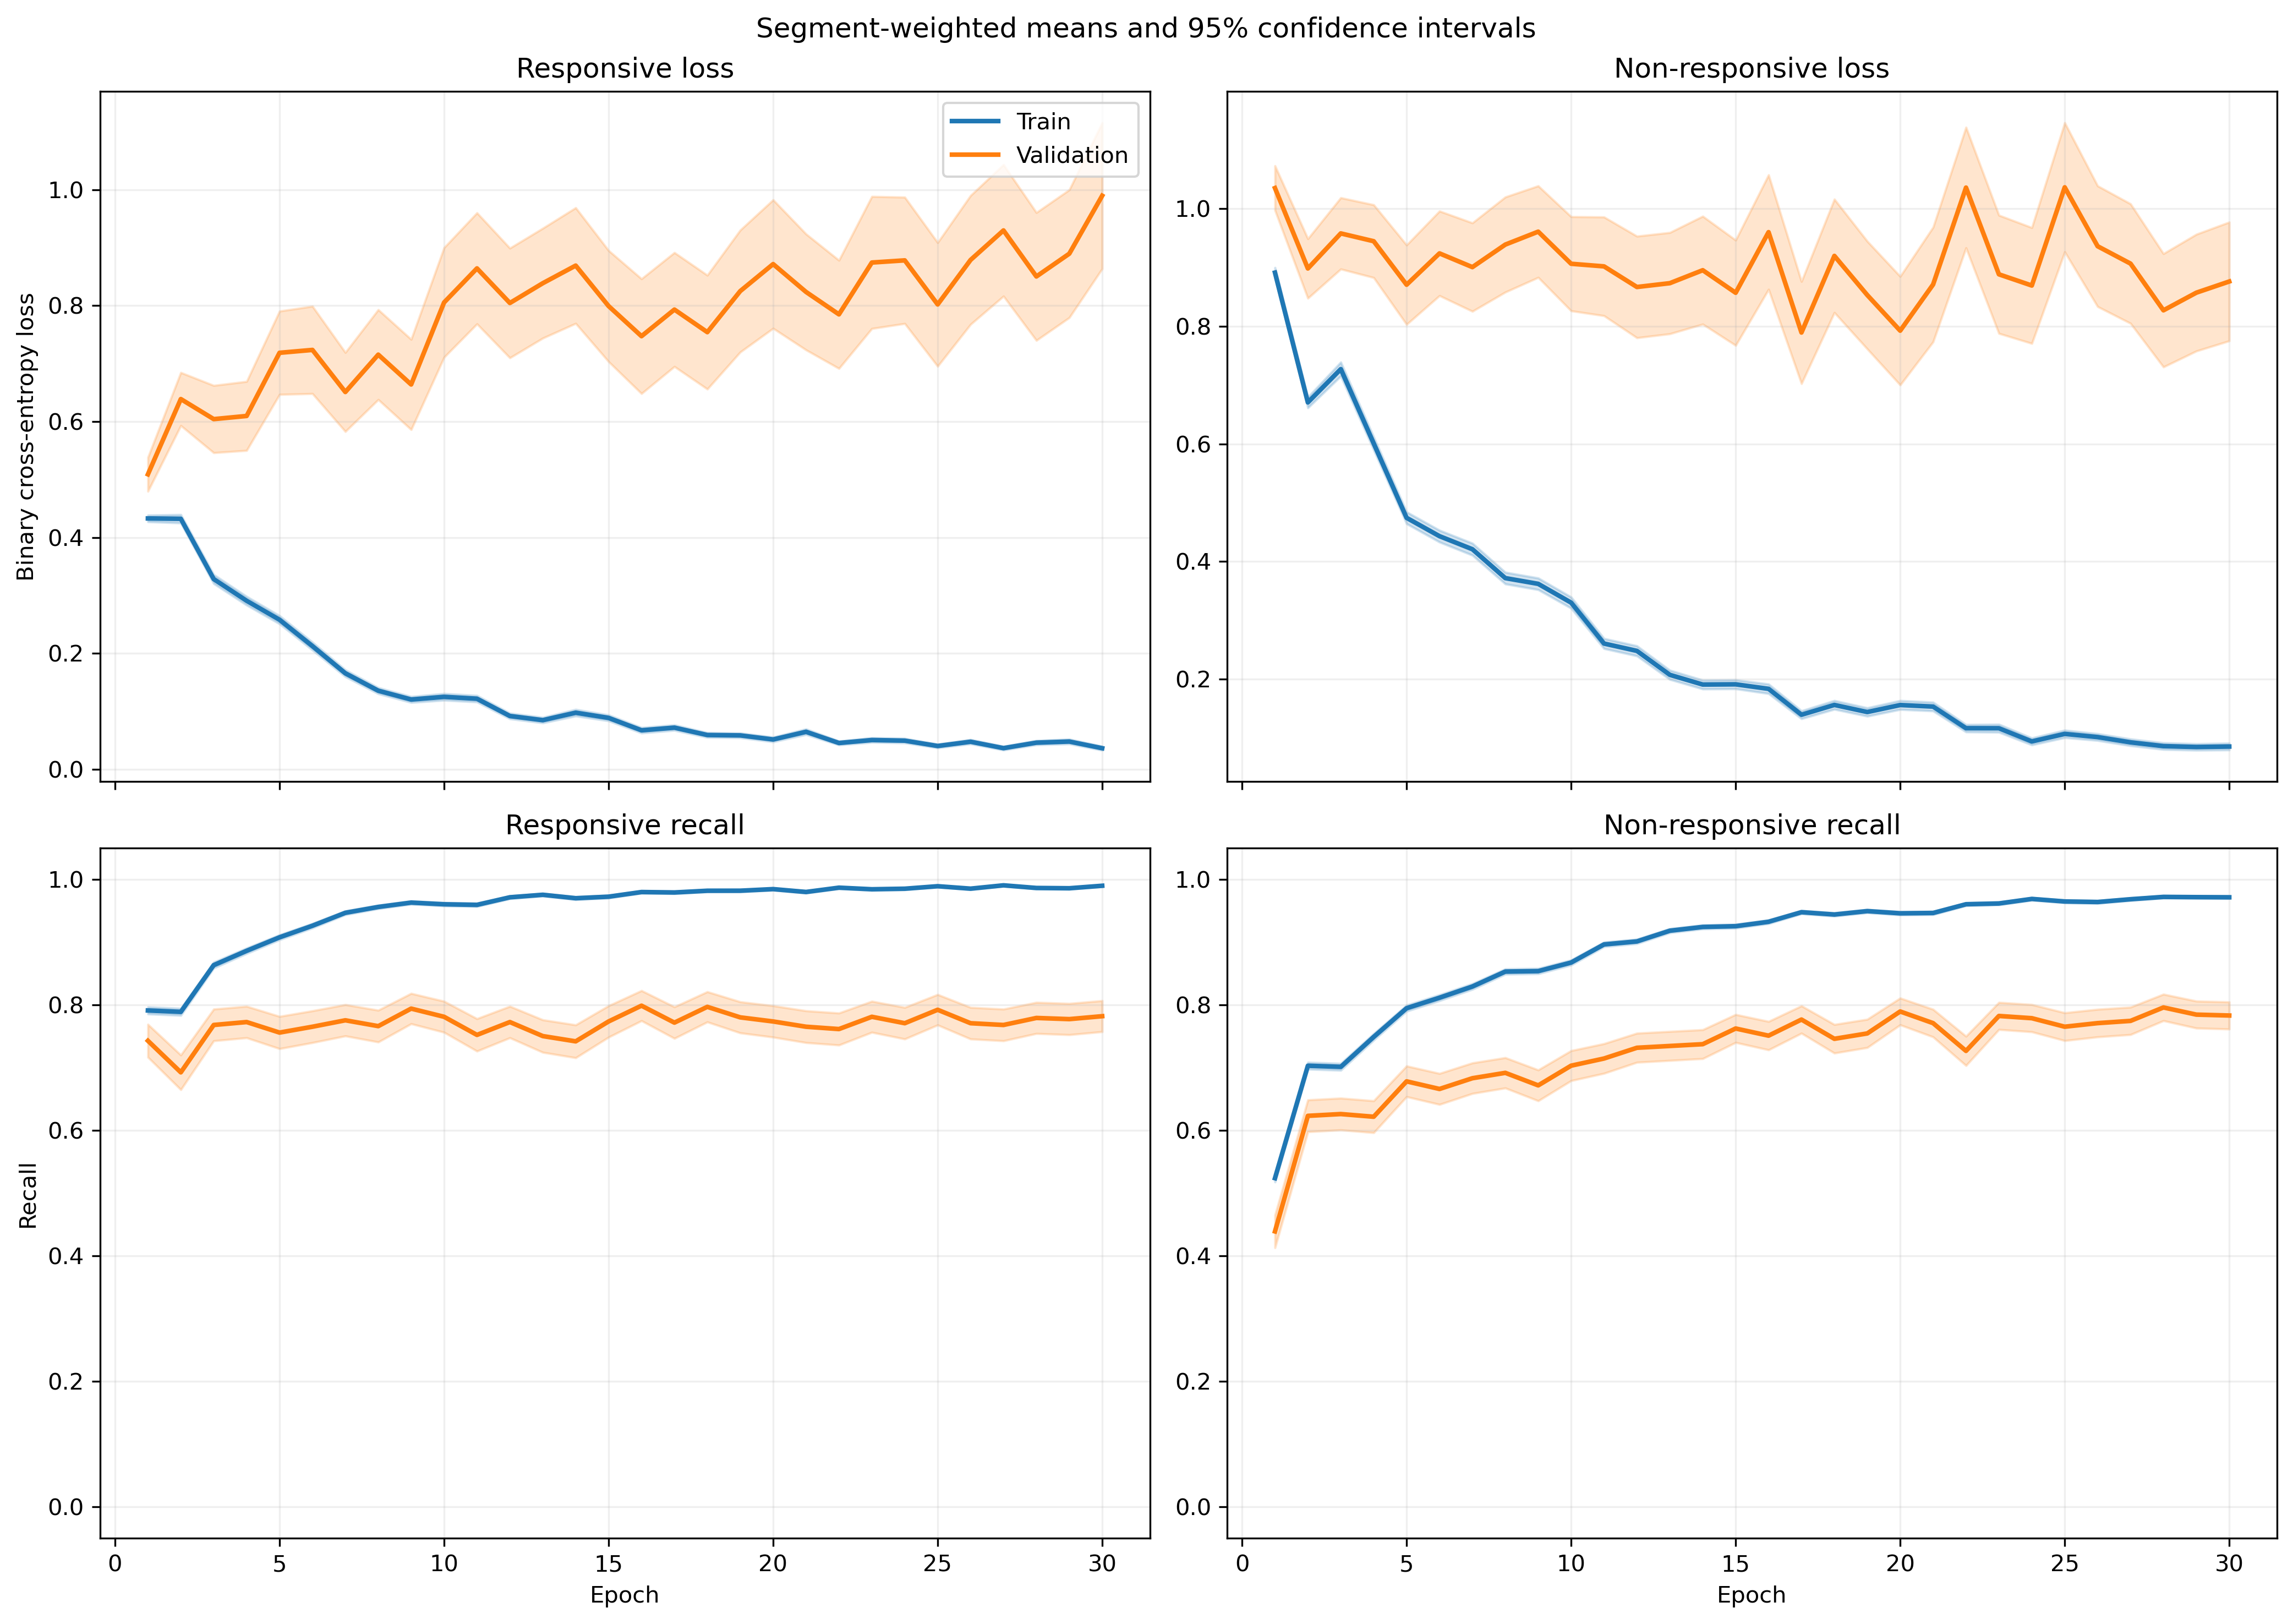 Segment-weighted means and 95% confidence intervals
Responsive loss
Non-responsive loss
Train
Validation
Binary cross-entropy loss
1.0
0.8
0.6
0.4
0.2
0.0
1.0
0.8
0.6
0.4
0.2
Responsive recall
Non-responsive recall
Recall
1.0
0.8
0.6
0.4
0.2
0.0
0 5 10 15 20 25 30
Epoch
1.0
0.8
0.6
0.4
0.2
0.0
0 5 10 15 20 25 30
Epoch